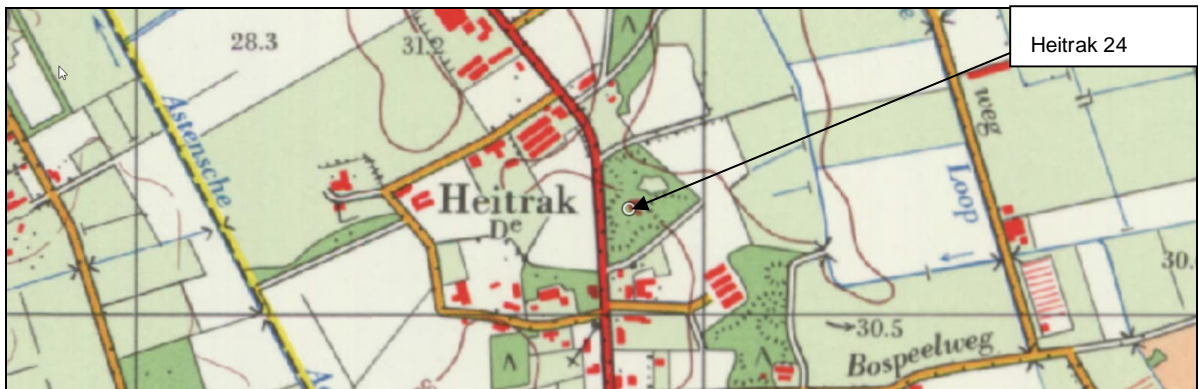 28.3
31.2
Heitrak 24
Astensche
weg
Loop
Heitrak
De
30.
30.5
Bospeelweg